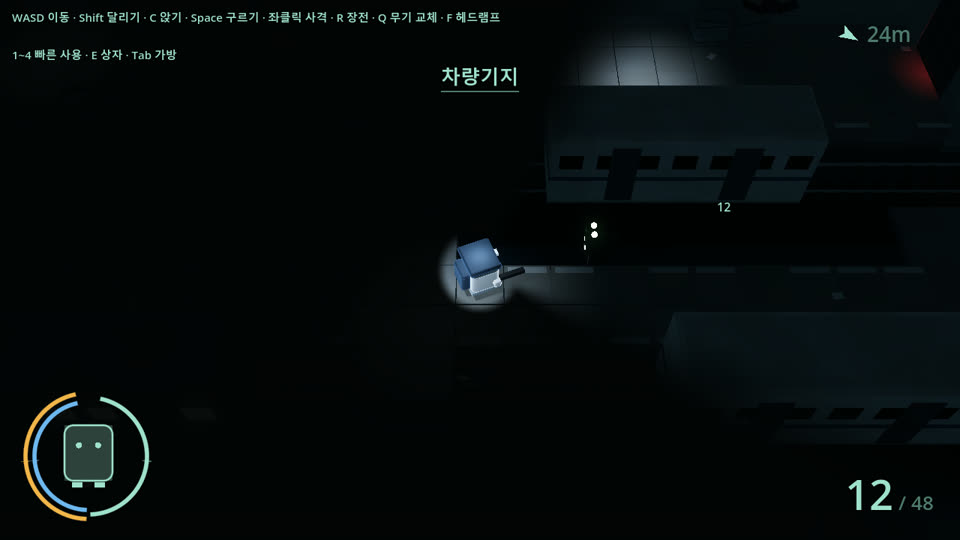 WASD 이동 · Shift 달리기 · C 앉기 · Space 구르기 · 좌클릭 사격 · R 장전 · Q 무기 교체 · F 헤드램프
24m
1~4 빠른 사용 · E 상자 · Tab 가방
차량기지
12
12 / 48